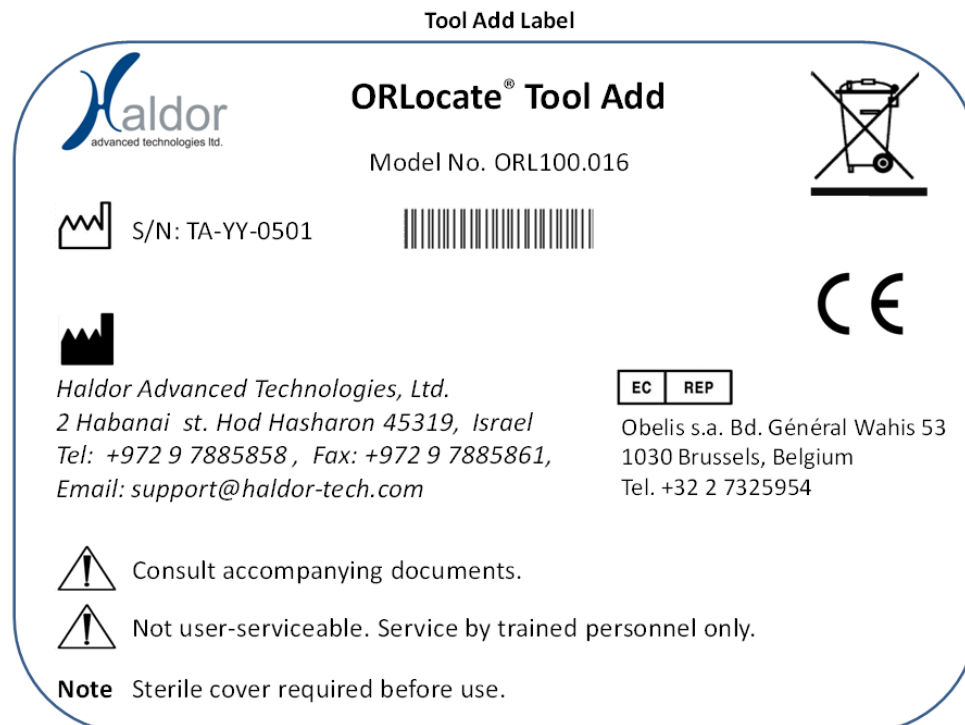 Tool Add Label
Haldor
advanced technologies ltd.
ORLocate® Tool Add
Model No. ORL100.016
S/N: TA-YY-0501
CE
Haldor Advanced Technologies, Ltd.
2 Habanai st. Hod Hasharon 45319, Israel
Tel: +972 9 7885858 , Fax: +972 9 7885861,
Email: support@haldor-tech.com
EC REP
Obelis s.a. Bd. Général Wahis 53
1030 Brussels, Belgium
Tel. +32 2 7325954
Consult accompanying documents.
Not user-serviceable. Service by trained personnel only.
Note Sterile cover required before use.